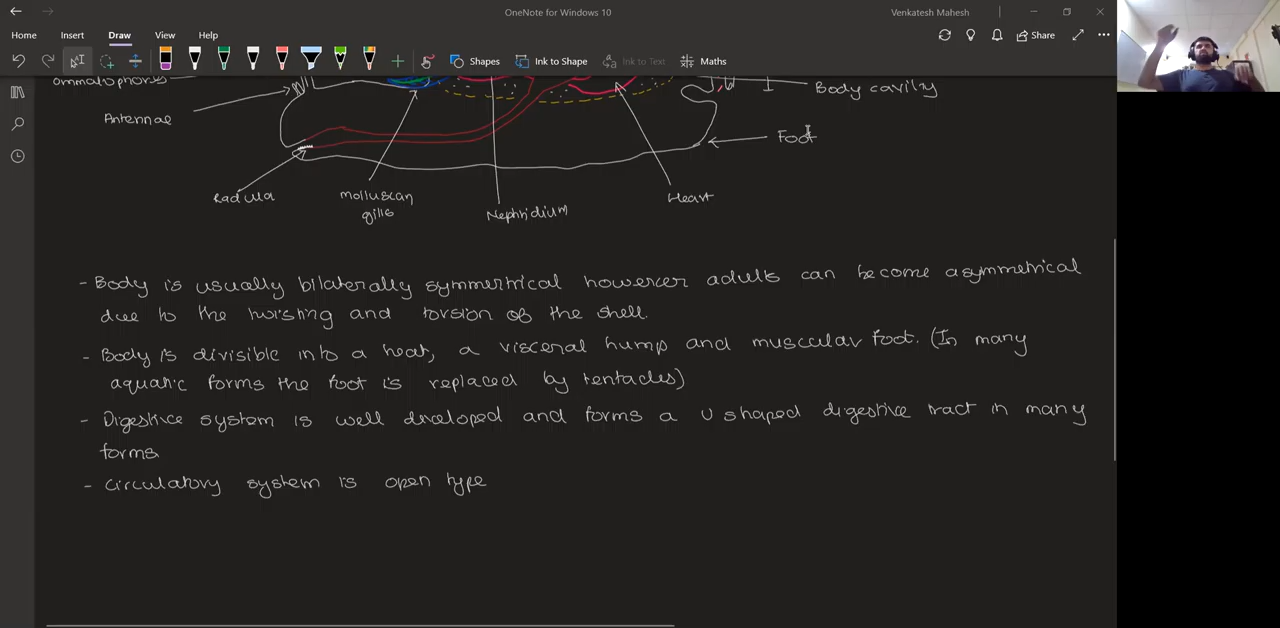 OneNote for Windows 10
Venkatesh Mahesh
Home Insert Draw View Help
Share
Shapes Ink to Shape Ink to Text Maths
ommatophores
Antennae
Body cavity
Foot
Radula
Molluscan
gills
Nephridium
Heart
- Body is usually bilaterally symmetrical however adults can become asymmetrical
due to the twisting and torsion of the shell.
- Body is divisible into a heat, a visceral hump and muscular foot. (In many
aquatic forms the foot is replaced by tentacles)
- Digestive system is well developed and forms a U shaped digestive tract in many
forms
- Circulatory system is open type